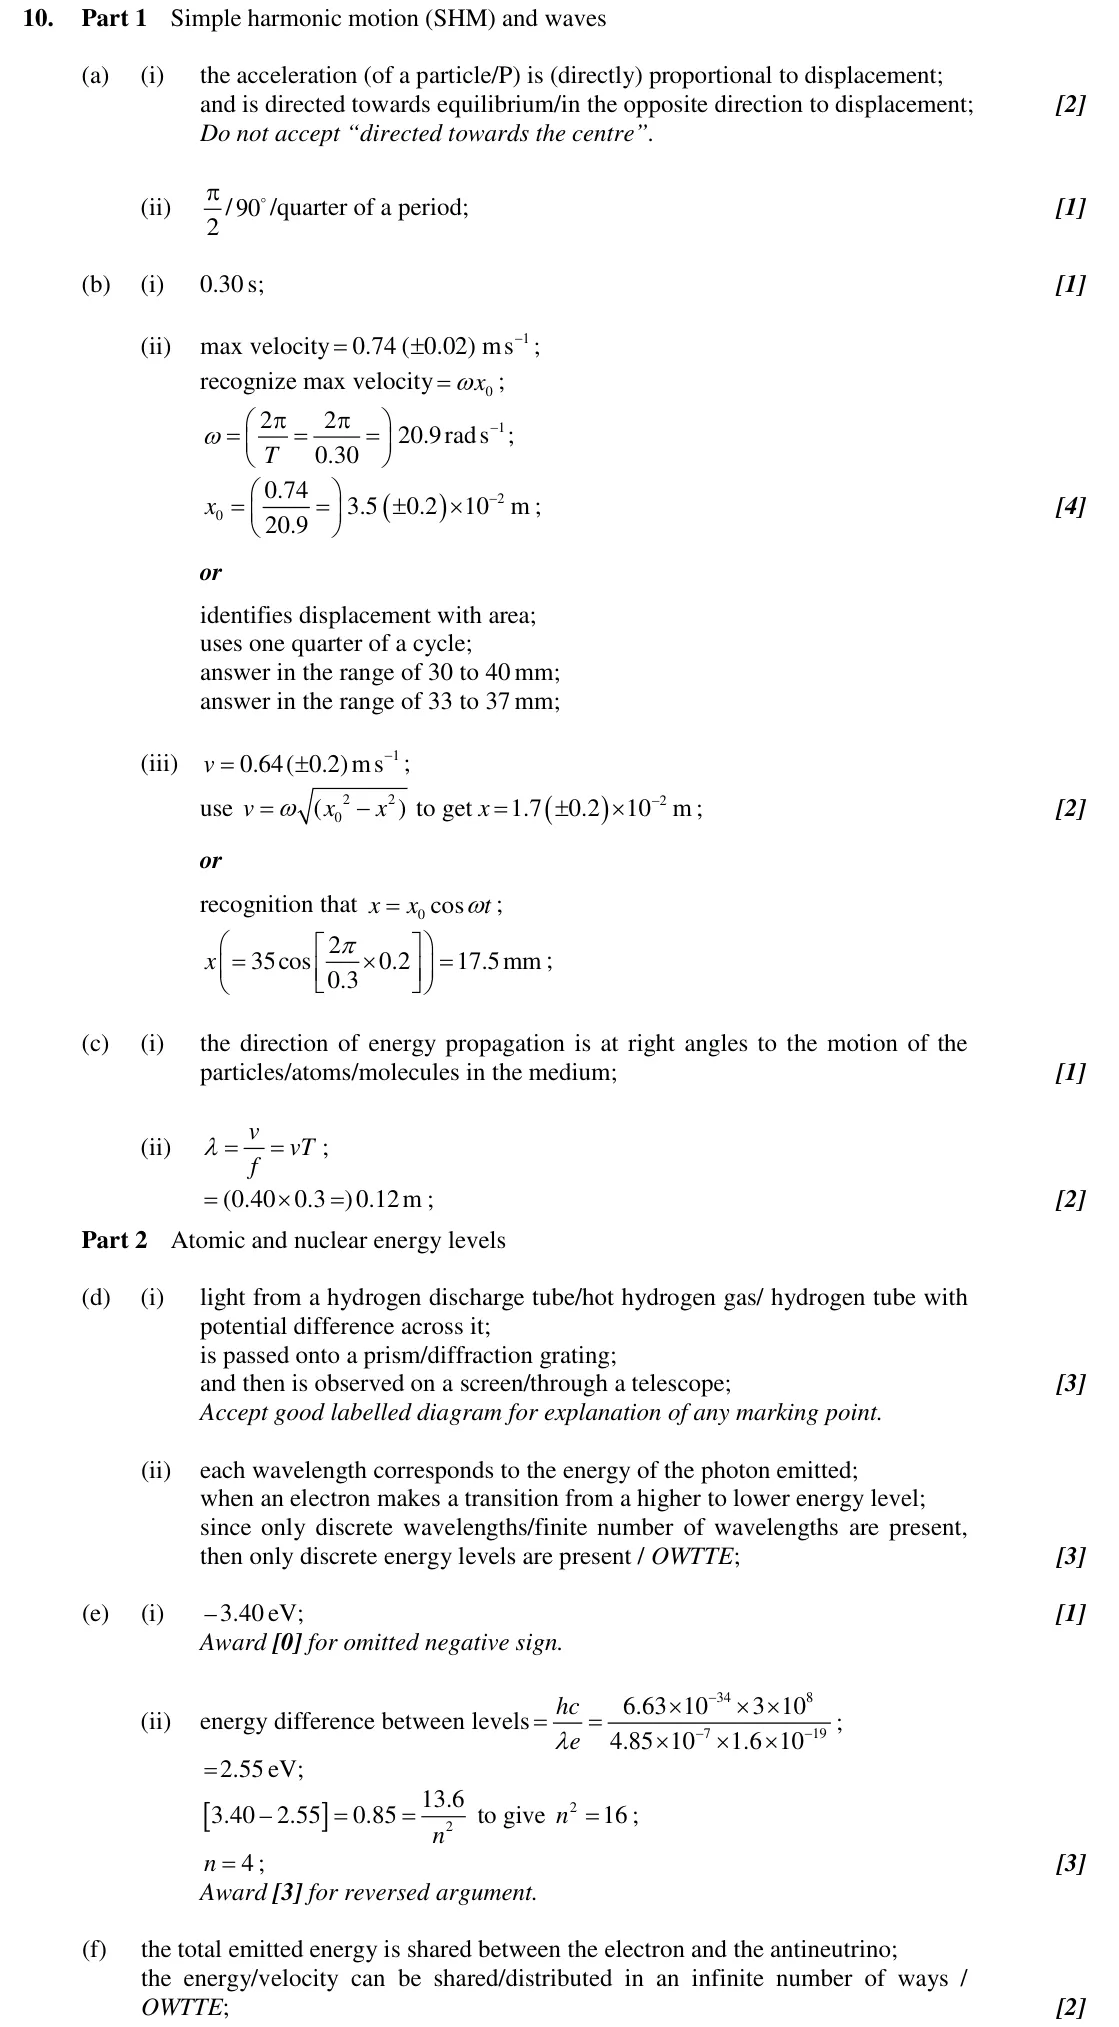 10. Part 1 Simple harmonic motion (SHM) and waves
(a) (i) the acceleration (of a particle/P) is (directly) proportional to displacement;
and is directed towards equilibrium/in the opposite direction to displacement; [2]
Do not accept “directed towards the centre”.
(ii) π/2 / 90° /quarter of a period; [1]
(b) (i) 0.30 s; [1]
(ii) max velocity = 0.74 (±0.02) m s⁻¹ ;
recognize max velocity = ωx₀ ;
ω = (2π/T = 2π/0.30 =) 20.9 rad s⁻¹ ;
x₀ = (0.74/20.9 =) 3.5 (±0.2)×10⁻² m ; [4]
or
identifies displacement with area;
uses one quarter of a cycle;
answer in the range of 30 to 40 mm;
answer in the range of 33 to 37 mm;
(iii) v = 0.64 (±0.2) m s⁻¹ ;
use v = ω√(x₀² − x²) to get x = 1.7 (±0.2)×10⁻² m ; [2]
or
recognition that x = x₀ cos ωt ;
x (= 35 cos [2π/0.3 × 0.2]) = 17.5 mm ;
(c) (i) the direction of energy propagation is at right angles to the motion of the
particles/atoms/molecules in the medium; [1]
(ii) λ = v/f = vT ;
= (0.40×0.3 =) 0.12 m ; [2]
Part 2 Atomic and nuclear energy levels
(d) (i) light from a hydrogen discharge tube/hot hydrogen gas/ hydrogen tube with
potential difference across it;
is passed onto a prism/diffraction grating;
and then is observed on a screen/through a telescope; [3]
Accept good labelled diagram for explanation of any marking point.
(ii) each wavelength corresponds to the energy of the photon emitted;
when an electron makes a transition from a higher to lower energy level;
since only discrete wavelengths/finite number of wavelengths are present,
then only discrete energy levels are present / OWTTE; [3]
(e) (i) –3.40 eV; [1]
Award [0] for omitted negative sign.
(ii) energy difference between levels = hc/λe = (6.63×10⁻³⁴ × 3×10⁸)/(4.85×10⁻⁷ ×1.6×10⁻¹⁹) ;
= 2.55 eV;
[3.40 – 2.55] = 0.85 = 13.6/n² to give n² = 16 ;
n = 4 ; [3]
Award [3] for reversed argument.
(f) the total emitted energy is shared between the electron and the antineutrino;
the energy/velocity can be shared/distributed in an infinite number of ways /
OWTTE; [2]